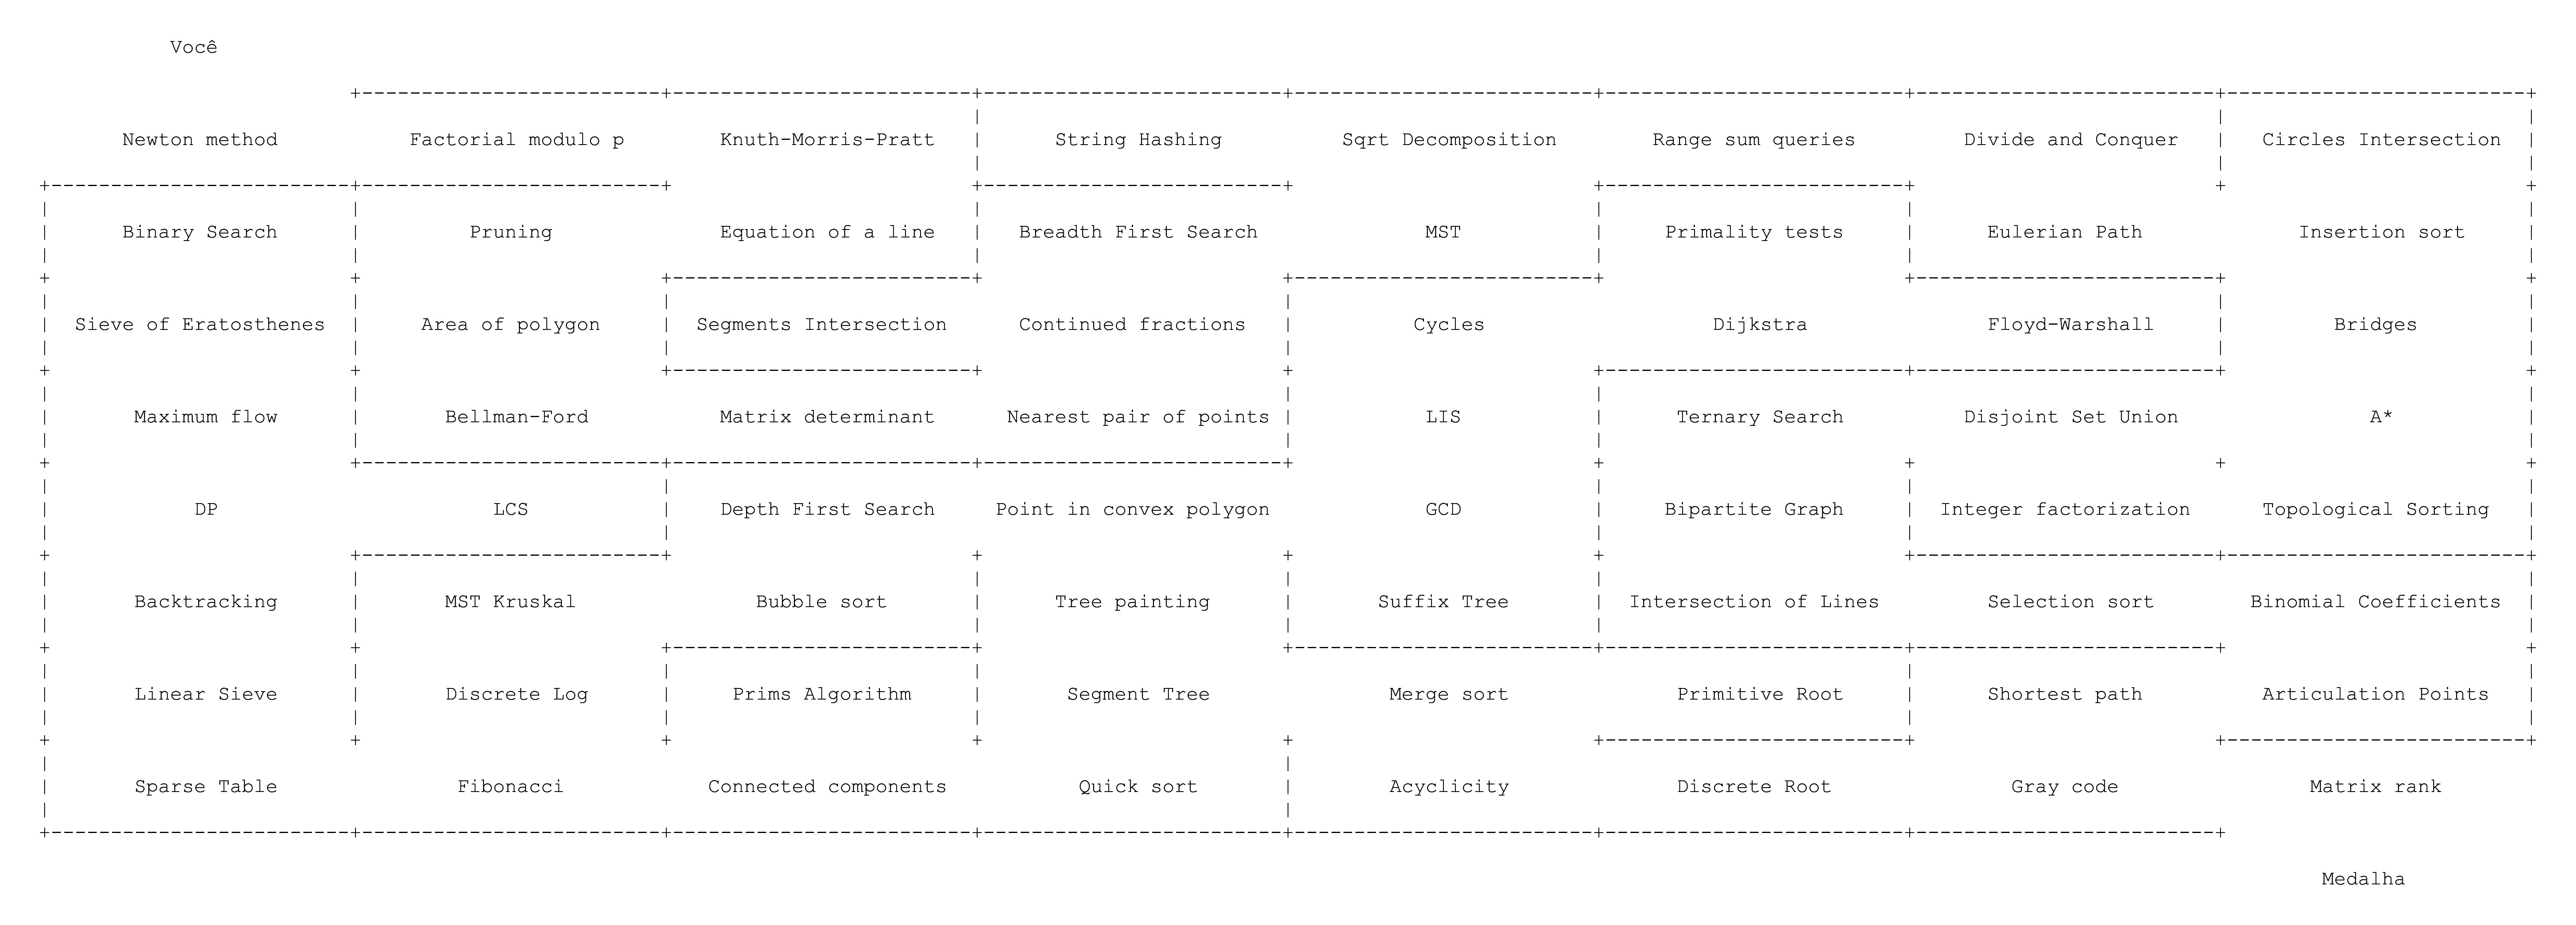 Você
Newton method Factorial modulo p Knuth-Morris-Pratt String Hashing Sqrt Decomposition Range sum queries Divide and Conquer Circles Intersection
Binary Search Pruning Equation of a line Breadth First Search MST Primality tests Eulerian Path Insertion sort
Sieve of Eratosthenes Area of polygon Segments Intersection Continued fractions Cycles Dijkstra Floyd-Warshall Bridges
Maximum flow Bellman-Ford Matrix determinant Nearest pair of points LIS Ternary Search Disjoint Set Union A*
DP LCS Depth First Search Point in convex polygon GCD Bipartite Graph Integer factorization Topological Sorting
Backtracking MST Kruskal Bubble sort Tree painting Suffix Tree Intersection of Lines Selection sort Binomial Coefficients
Linear Sieve Discrete Log Prims Algorithm Segment Tree Merge sort Primitive Root Shortest path Articulation Points
Sparse Table Fibonacci Connected components Quick sort Acyclicity Discrete Root Gray code Matrix rank
Medalha